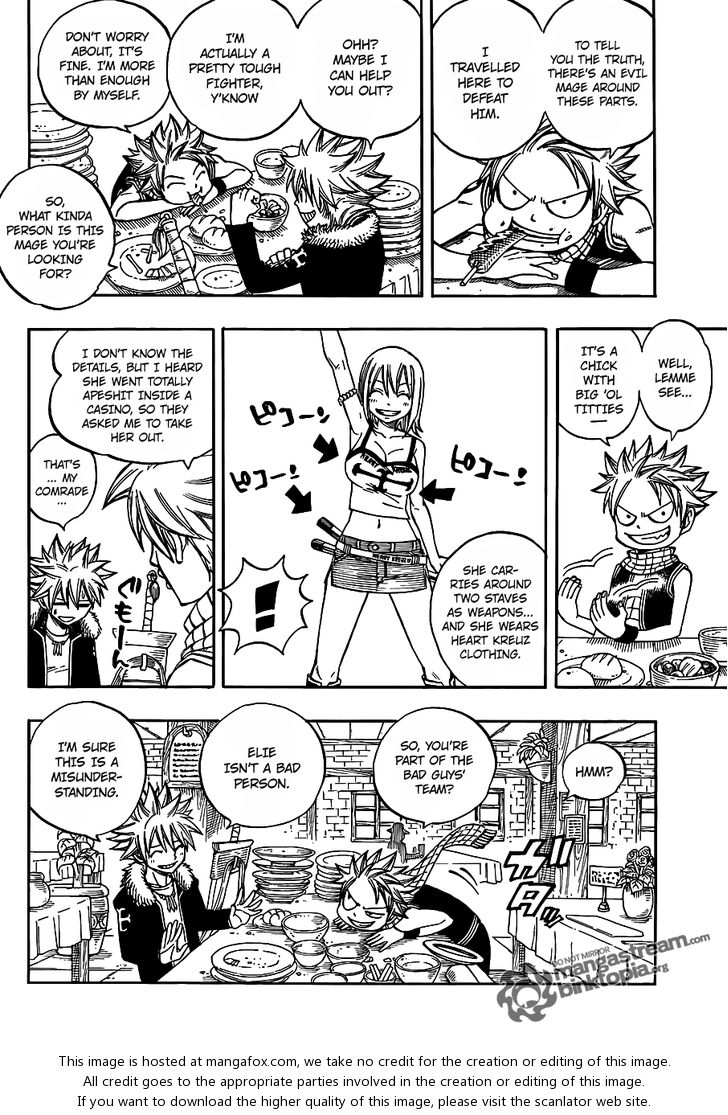 TO TELL
YOU THE TRUTH,
THERE'S AN EVIL
MAGE AROUND
THESE PARTS.
I
TRAVELLED
HERE TO
DEFEAT
HIM.
OHH?
MAYBE I
CAN HELP
YOU OUT?
I'M
ACTUALLY A
PRETTY TOUGH
FIGHTER,
Y'KNOW
DON'T WORRY
ABOUT, IT'S
FINE. I'M MORE
THAN ENOUGH
BY MYSELF.
SO,
WHAT KINDA
PERSON IS THIS
MAGE YOU'RE
LOOKING
FOR?
WELL,
LEMME
SEE...
IT'S A
CHICK
WITH
BIG 'OL
TITTIES
—
ピコーン
ピコーン
ピコーン
HEART KREUZ
SHE CAR-
RIES AROUND
TWO STAVES
AS WEAPONS...
AND SHE WEARS
HEART KREUZ
CLOTHING.
!
I DON'T KNOW THE
DETAILS, BUT I HEARD
SHE WENT TOTALLY
APESHIT INSIDE A
CASINO, SO THEY
ASKED ME TO TAKE
HER OUT.
THAT'S
... MY
COMRADE
...
ぐもーん
HMM?
ガタッ
SO, YOU'RE
PART OF THE
BAD GUYS'
TEAM?
ELIE
ISN'T A BAD
PERSON.
I'M SURE
THIS IS A
MISUNDER-
STANDING.
DO NOT MIRROR
mangastream.com
binktopia.org
This image is hosted at mangafox.com, we take no credit for the creation or editing of this image.
All credit goes to the appropriate parties involved in the creation or editing of this image.
If you want to download the higher quality of this image, please visit the scanlator web site.